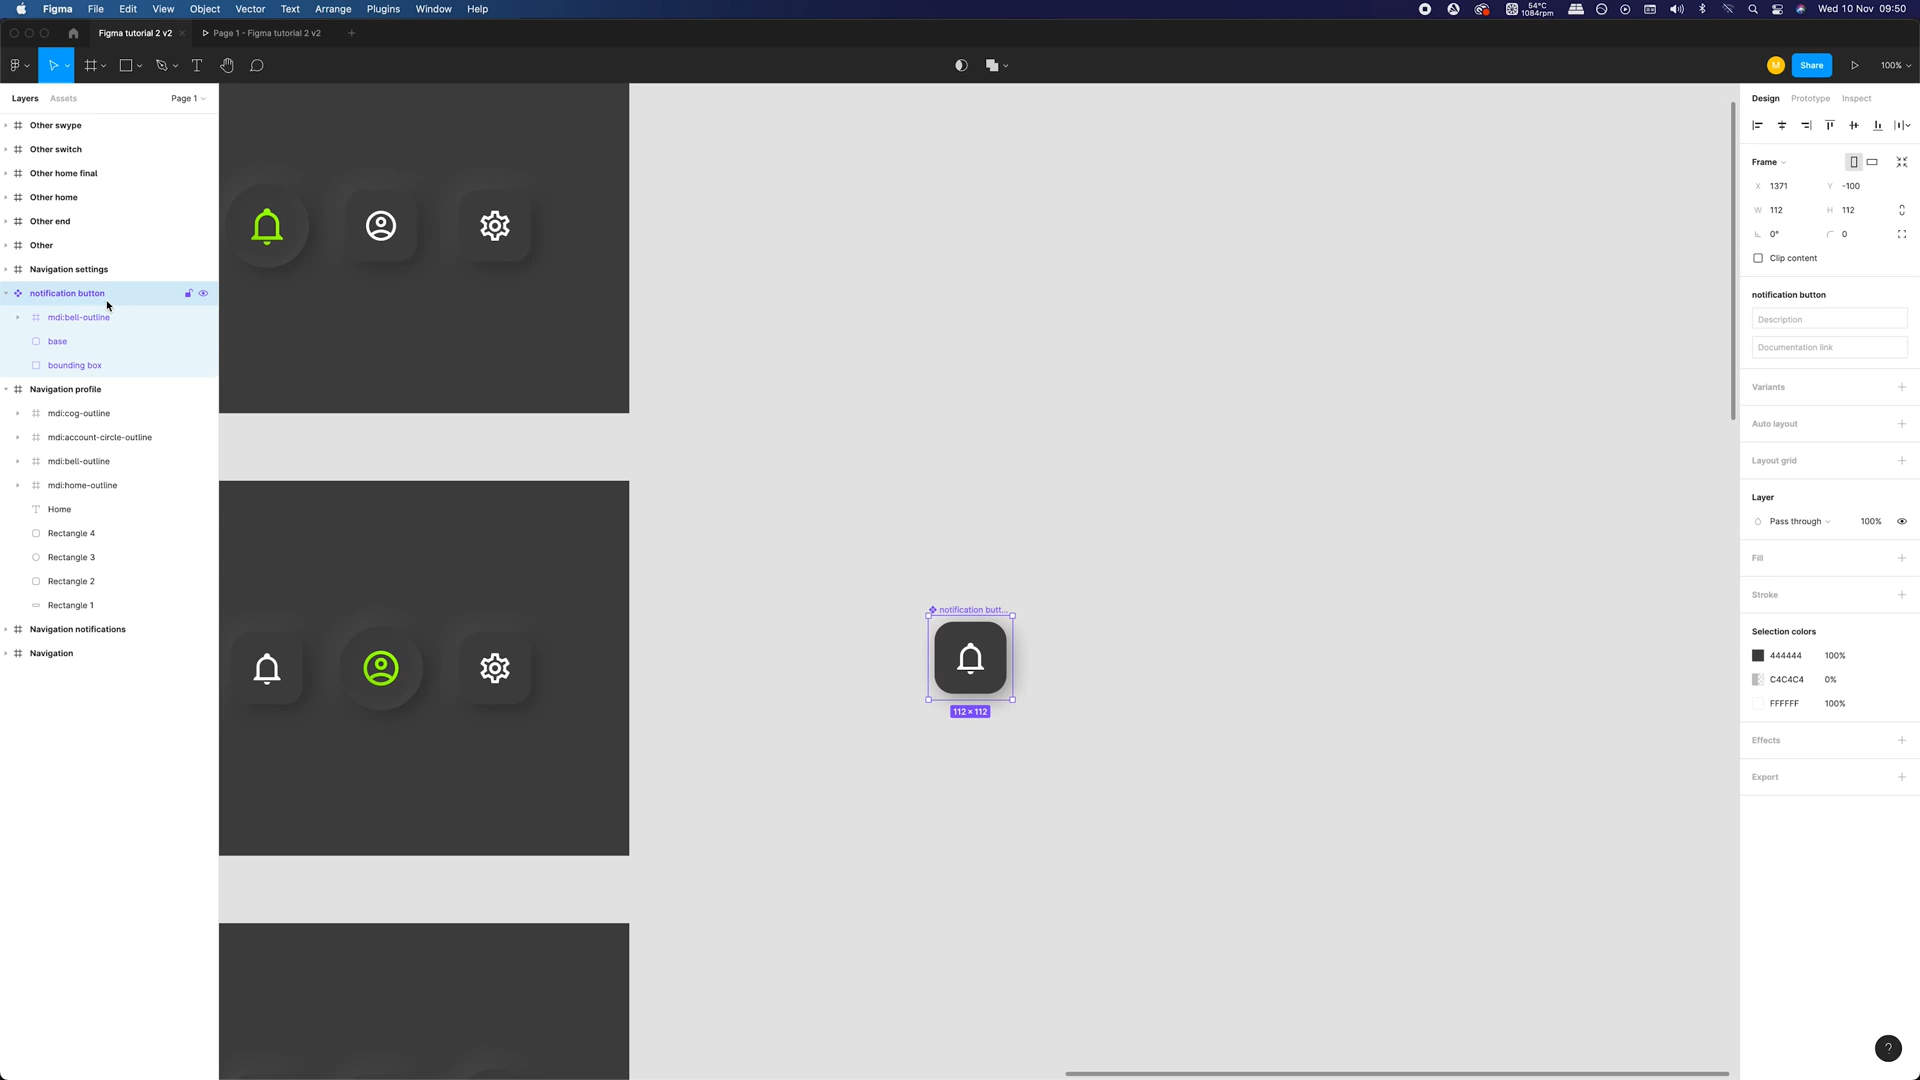 Figma File Edit View Object Vector Text Arrange Plugins Window Help
54°C
1084rpm
Wed 10 Nov 09:50
Figma tutorial 2 v2
Page 1 - Figma tutorial 2 v2
M
Share
100%
Layers Assets Page 1
Other swype
Other switch
Other home final
Other home
Other end
Other
Navigation settings
notification button
mdi:bell-outline
base
bounding box
Navigation profile
mdi:cog-outline
mdi:account-circle-outline
mdi:bell-outline
mdi:home-outline
Home
Rectangle 4
Rectangle 3
Rectangle 2
Rectangle 1
Navigation notifications
Navigation
notification butt...
112 × 112
Design Prototype Inspect
Frame
X 1371 Y -100
W 112 H 112
0° 0
Clip content
notification button
Description
Documentation link
Variants
Auto layout
Layout grid
Layer
Pass through 100%
Fill
Stroke
Selection colors
444444 100%
C4C4C4 0%
FFFFFF 100%
Effects
Export
?